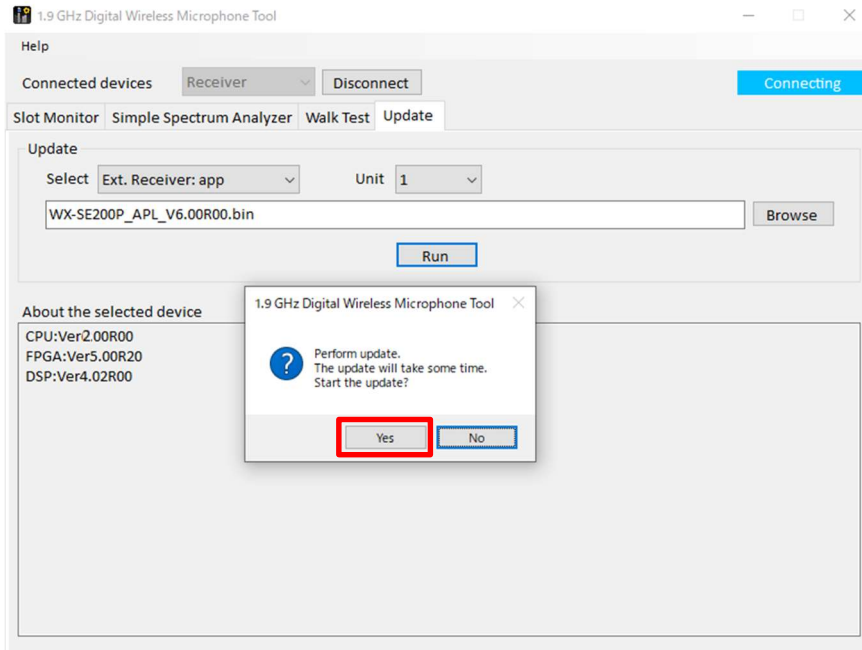 1.9 GHz Digital Wireless Microphone Tool
Help
Connected devices Receiver Disconnect Connecting
Slot Monitor Simple Spectrum Analyzer Walk Test Update
Update
Select Ext. Receiver: app Unit 1
WX-SE200P_APL_V6.00R00.bin Browse
Run
About the selected device
CPU:Ver2.00R00
FPGA:Ver5.00R20
DSP:Ver4.02R00
1.9 GHz Digital Wireless Microphone Tool
Perform update.
The update will take some time.
Start the update?
Yes No